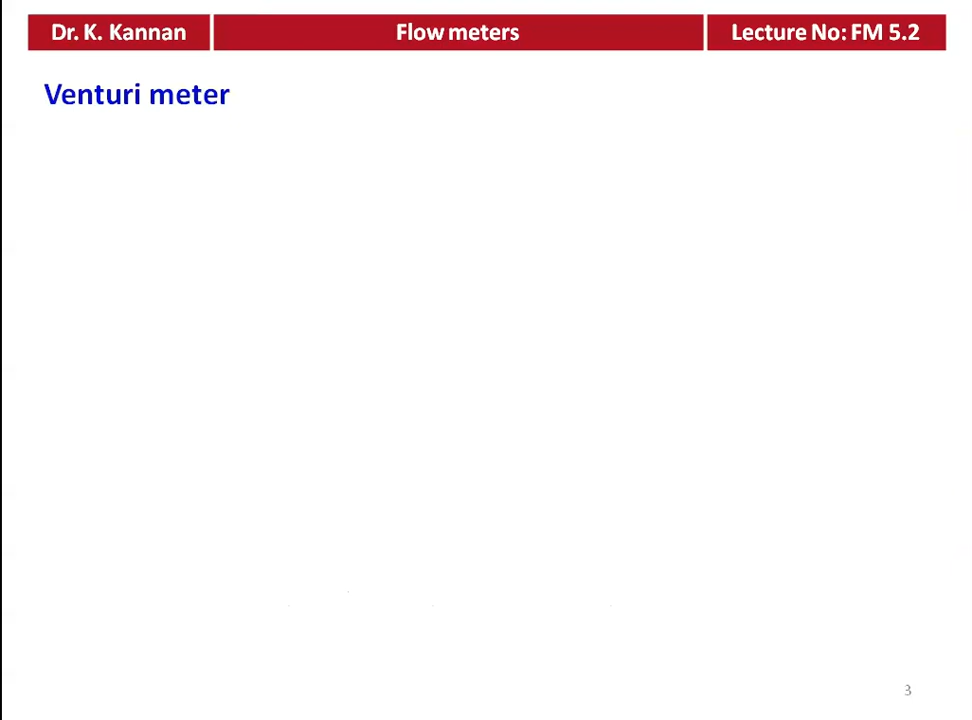 Dr. K. Kannan
Flow meters
Lecture No: FM 5.2
Venturi meter
3